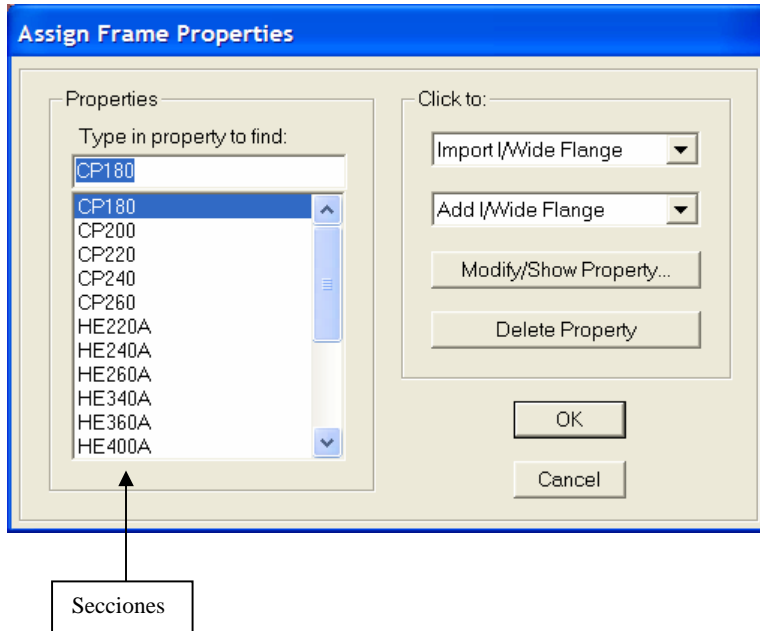 Assign Frame Properties
Properties
Type in property to find:
CP180
CP180
CP200
CP220
CP240
CP260
HE220A
HE240A
HE260A
HE340A
HE360A
HE400A
Click to:
Import I/Wide Flange
Add I/Wide Flange
Modify/Show Property...
Delete Property
OK
Cancel
Secciones